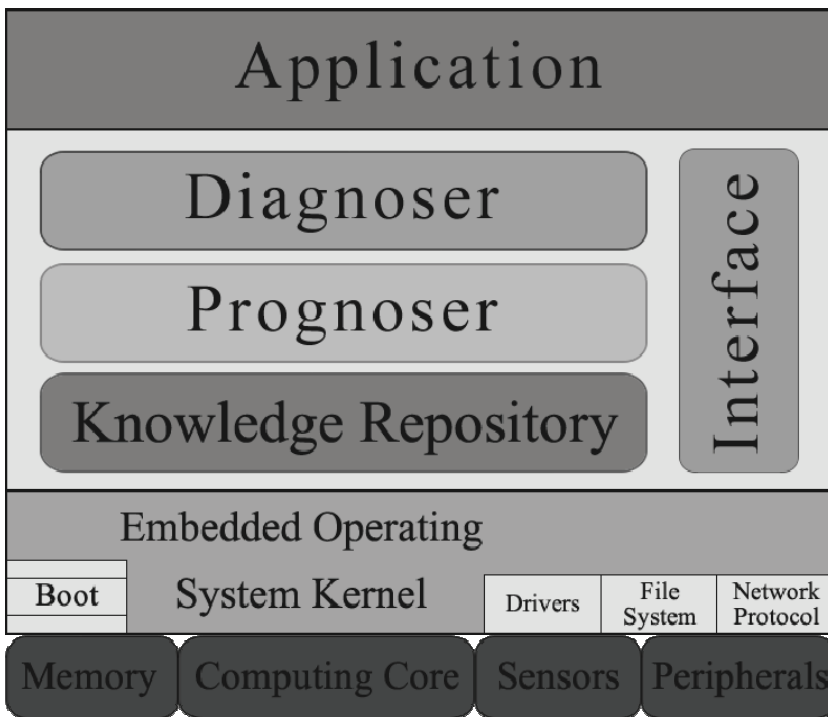 Application
Diagnoser
Prognoser
Knowledge Repository
Interface
Embedded Operating
System Kernel
Boot
Drivers
File
System
Network
Protocol
Memory
Computing Core
Sensors
Peripherals